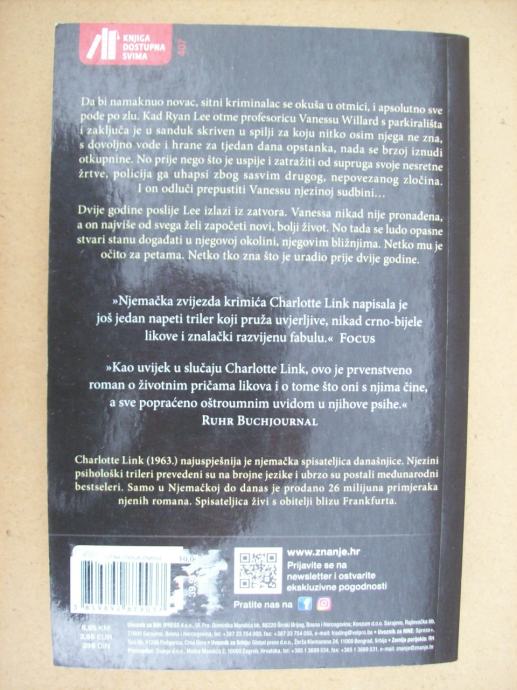 KNJIGA
DOSTUPNA
SVIMA
407
Da bi namaknuo novac, sitni kriminalac se okuša u otmici, i apsolutno sve
pođe po zlu. Kad Ryan Lee otme profesoricu Vanessu Willard s parkirališta
i zaključa je u sanduk skriven u spilji za koju nitko osim njega ne zna,
s dovoljno vode i hrane za tjedan dana opstanka, nada se brzoj iznudi
otkupnine. No prije nego što je uspije i zatražiti od supruga svoje nesretne
žrtve, policija ga uhapsi zbog sasvim drugog, nepovezanog zločina.
I on odluči prepustiti Vanessu njezinoj sudbini…
Dvije godine poslije Lee izlazi iz zatvora. Vanessa nikad nije pronađena,
a on najviše od svega želi započeti novi, bolji život. No tada se ludo opasne
stvari stanu događati u njegovoj okolini, njegovim bližnjima. Netko mu je
očito za petama. Netko tko zna što je uradio prije dvije godine.
»Njemačka zvijezda krimića Charlotte Link napisala je
još jedan napeti triler koji pruža uvjerljive, nikad crno-bijele
likove i znalački razvijenu fabulu.« FOCUS
»Kao uvijek u slučaju Charlotte Link, ovo je prvenstveno
roman o životnim pričama likova i o tome što oni s njima čine,
a sve popraćeno oštroumnim uvidom u njihove psihe.«
RUHR BUCHJOURNAL
Charlotte Link (1963.) najuspješnija je njemačka spisateljica današnjice. Njezini
psihološki trileri prevedeni su na brojne jezike i ubrzo su postali međunarodni
bestseleri. Samo u Njemačkoj do danas je prodano 26 milijuna primjeraka
njenih romana. Spisateljica živi s obitelji blizu Frankfurta.
www.znanje.hr
Prijavite se na
newsletter i ostvarite
ekskluzivne pogodnosti
Pratite nas na